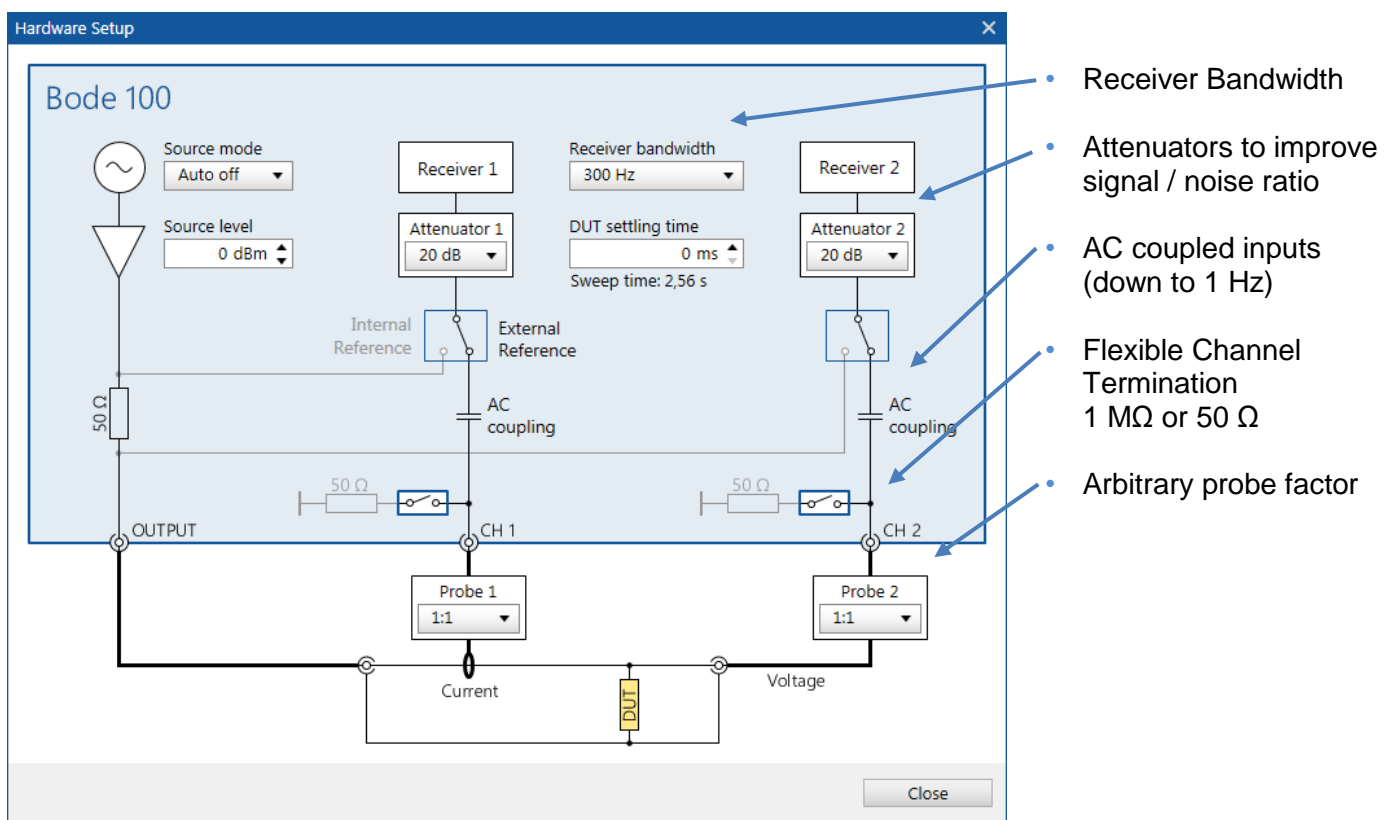 Hardware Setup
Bode 100
Source mode
Auto off
Source level
0 dBm
Receiver 1
Attenuator 1
20 dB
Receiver bandwidth
300 Hz
DUT settling time
0 ms
Sweep time: 2,56 s
Receiver 2
Attenuator 2
20 dB
Internal
Reference
External
Reference
50 Ω
AC
coupling
AC
coupling
50 Ω
50 Ω
OUTPUT
CH 1
CH 2
Probe 1
1:1
Probe 2
1:1
Current
DUT
Voltage
Close
• Receiver Bandwidth
• Attenuators to improve
signal / noise ratio
• AC coupled inputs
(down to 1 Hz)
• Flexible Channel
Termination
1 MΩ or 50 Ω
• Arbitrary probe factor